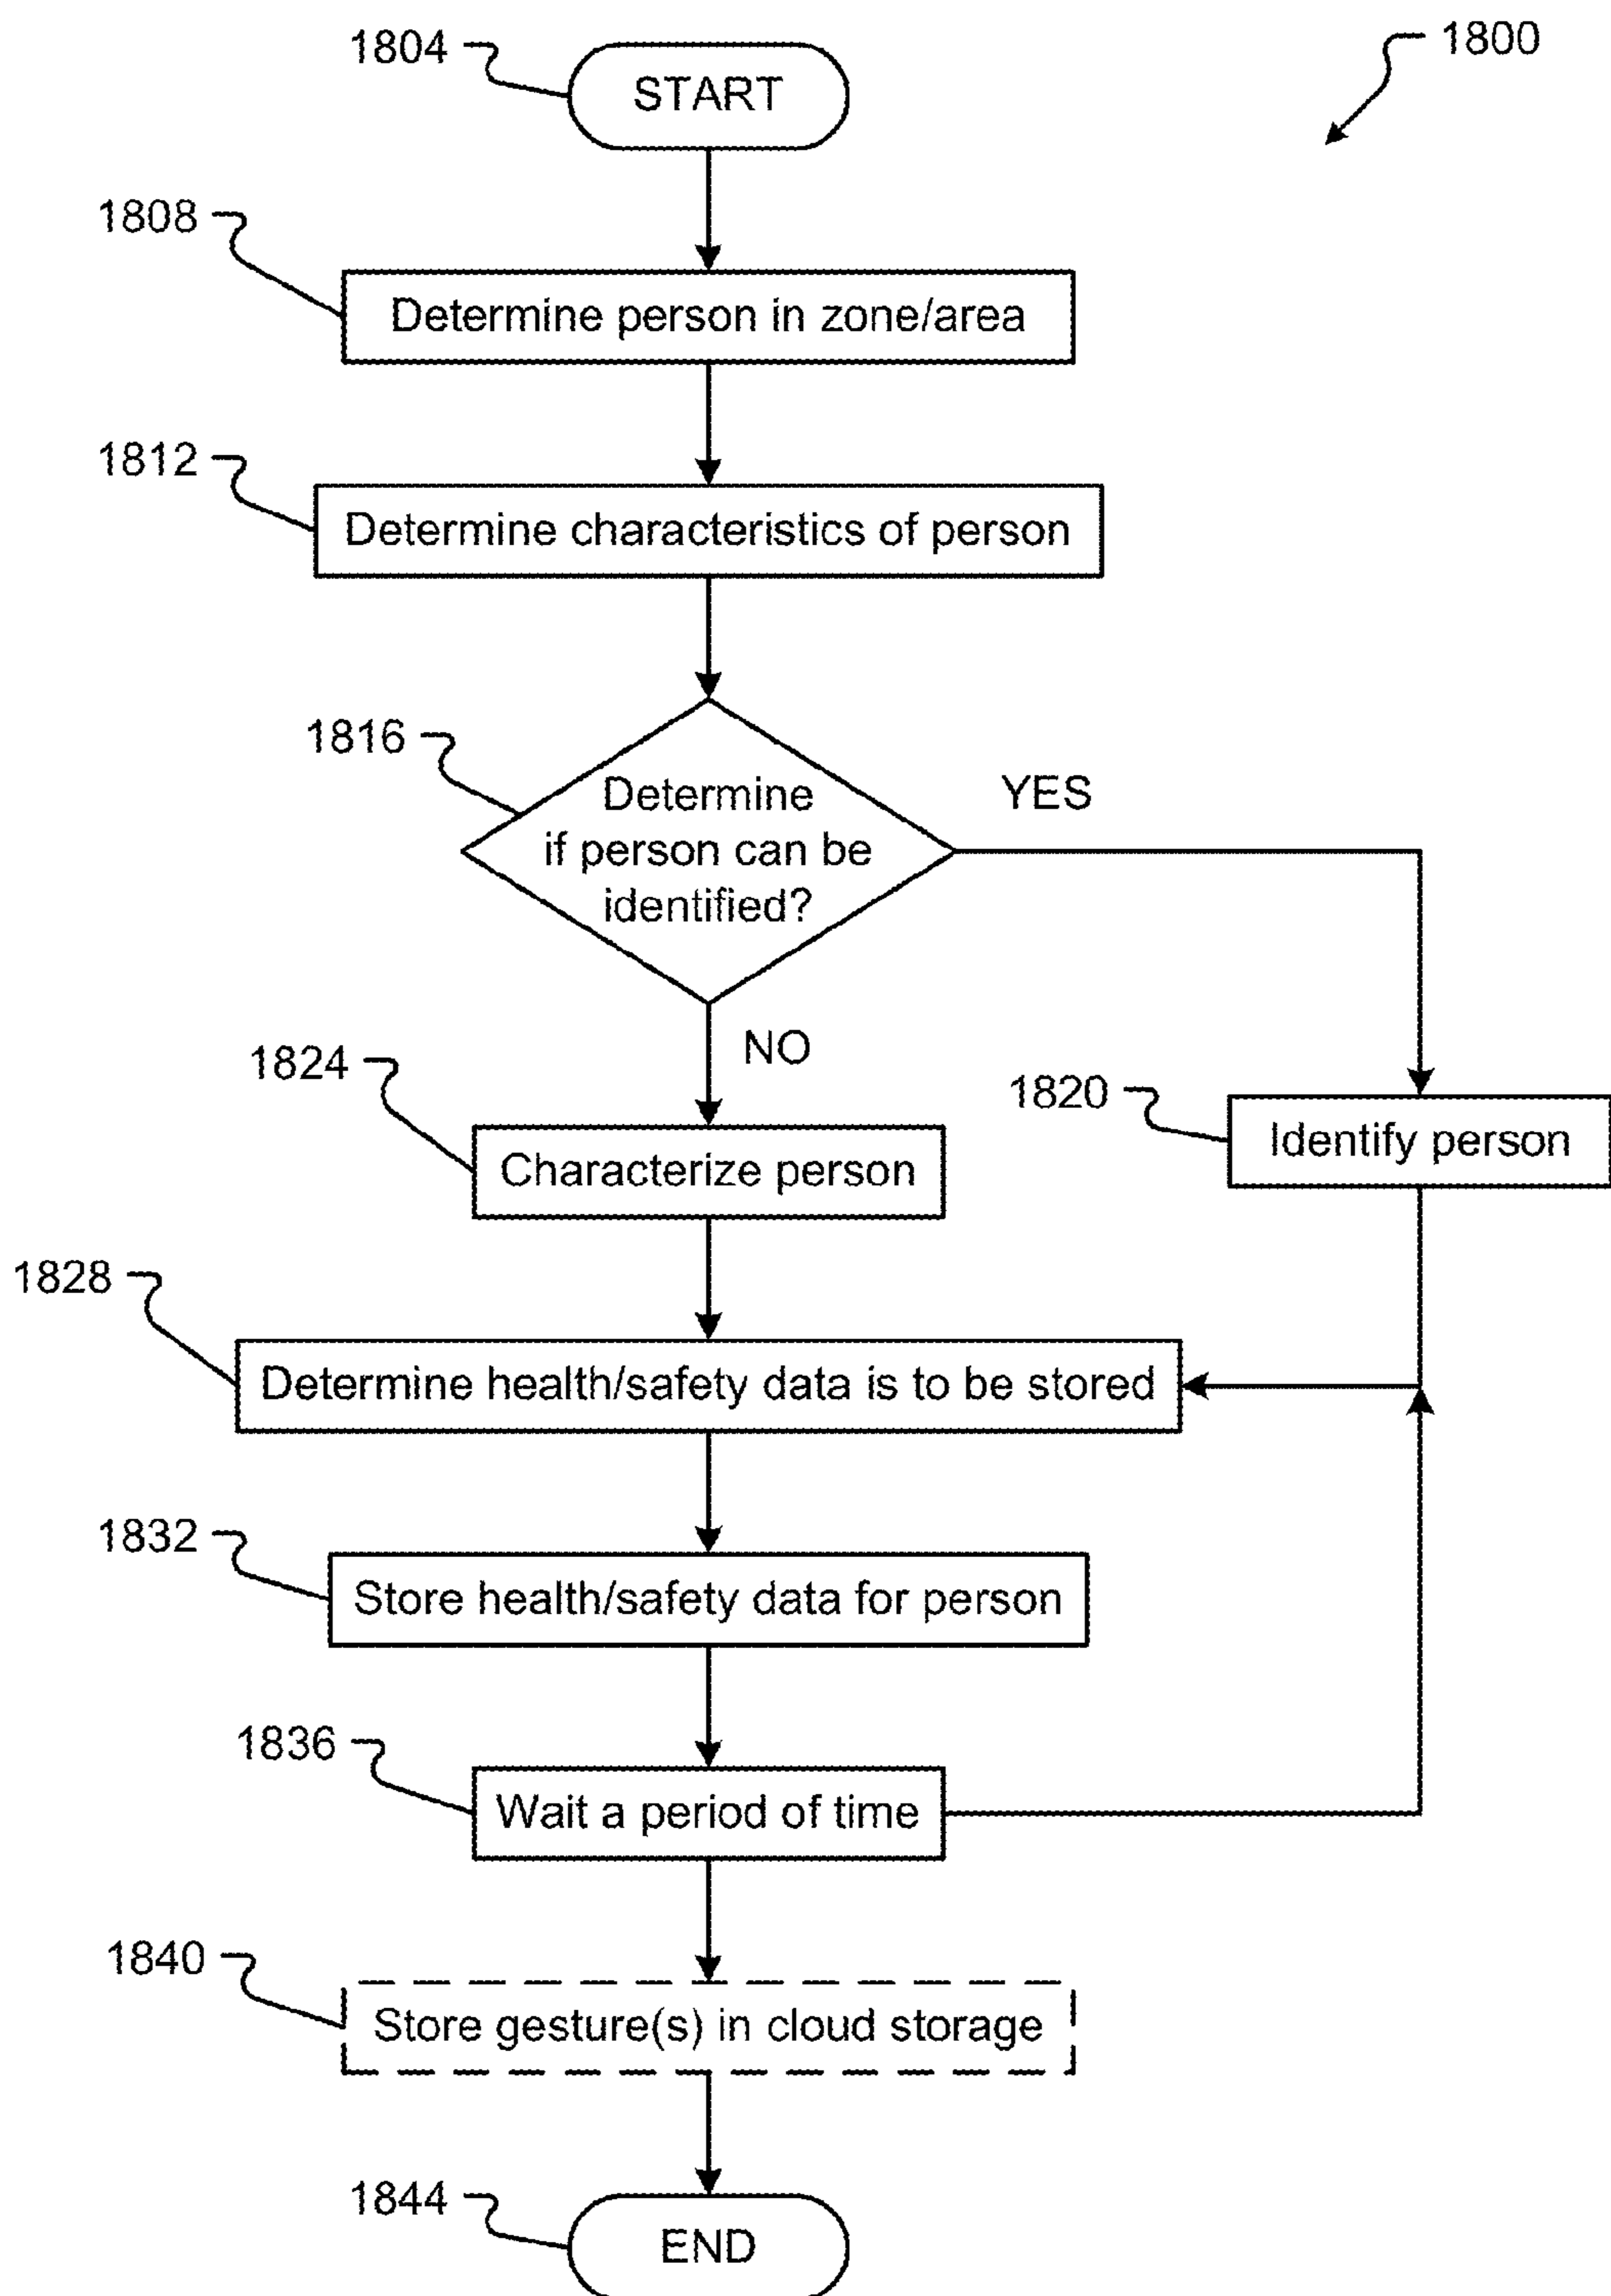 1804
START
1800
1808
Determine person in zone/area
1812
Determine characteristics of person
1816
Determine
if person can be
identified?
YES
NO
1824
Characterize person
1820
Identify person
1828
Determine health/safety data is to be stored
1832
Store health/safety data for person
1836
Wait a period of time
1840
Store gesture(s) in cloud storage
1844
END